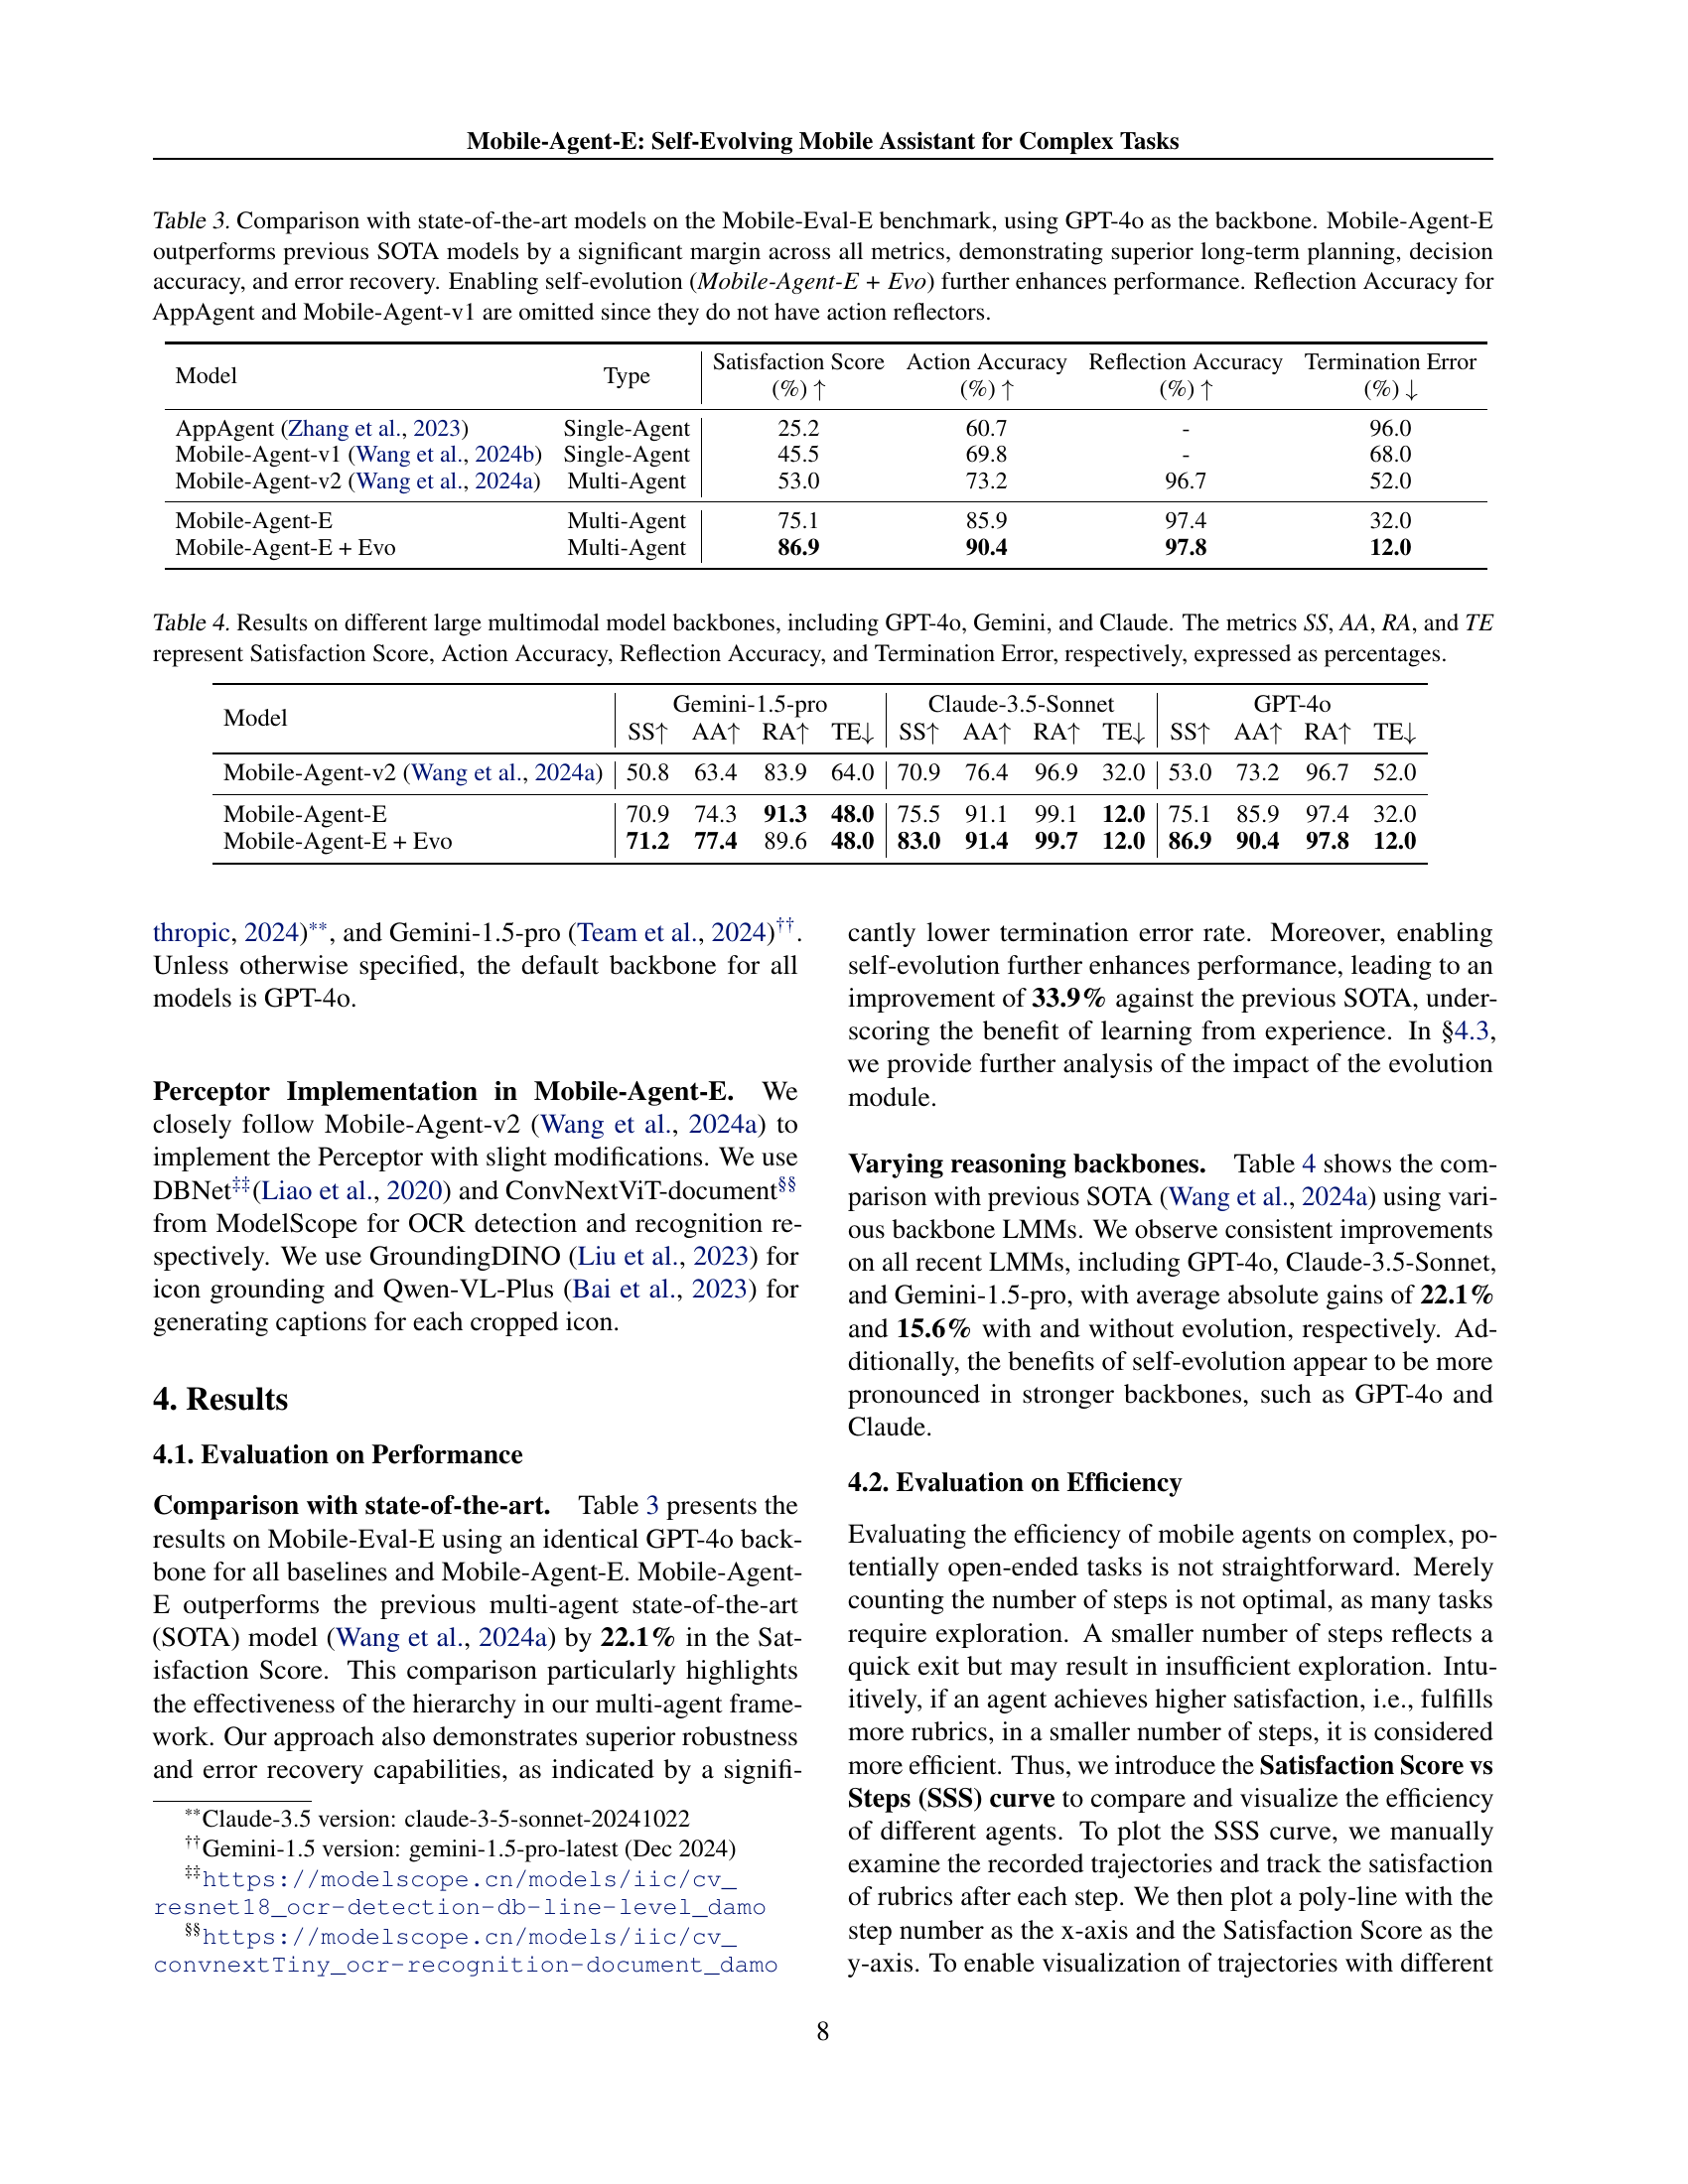 Mobile-Agent-E: Self-Evolving Mobile Assistant for Complex Tasks
Table 3. Comparison with state-of-the-art models on the Mobile-Eval-E benchmark, using GPT-4o as the backbone. Mobile-Agent-E
outperforms previous SOTA models by a significant margin across all metrics, demonstrating superior long-term planning, decision
accuracy, and error recovery. Enabling self-evolution (Mobile-Agent-E + Evo) further enhances performance. Reflection Accuracy for
AppAgent and Mobile-Agent-v1 are omitted since they do not have action reflectors.
Model Type Satisfaction Score (%) ↑ Action Accuracy (%) ↑ Reflection Accuracy (%) ↑ Termination Error (%) ↓
AppAgent (Zhang et al., 2023) Single-Agent 25.2 60.7 - 96.0
Mobile-Agent-v1 (Wang et al., 2024b) Single-Agent 45.5 69.8 - 68.0
Mobile-Agent-v2 (Wang et al., 2024a) Multi-Agent 53.0 73.2 96.7 52.0
Mobile-Agent-E Multi-Agent 75.1 85.9 97.4 32.0
Mobile-Agent-E + Evo Multi-Agent 86.9 90.4 97.8 12.0
Table 4. Results on different large multimodal model backbones, including GPT-4o, Gemini, and Claude. The metrics SS, AA, RA, and TE
represent Satisfaction Score, Action Accuracy, Reflection Accuracy, and Termination Error, respectively, expressed as percentages.
Model Gemini-1.5-pro Claude-3.5-Sonnet GPT-4o
SS↑ AA↑ RA↑ TE↓ SS↑ AA↑ RA↑ TE↓ SS↑ AA↑ RA↑ TE↓
Mobile-Agent-v2 (Wang et al., 2024a) 50.8 63.4 83.9 64.0 70.9 76.4 96.9 32.0 53.0 73.2 96.7 52.0
Mobile-Agent-E 70.9 74.3 91.3 48.0 75.5 91.1 99.1 12.0 75.1 85.9 97.4 32.0
Mobile-Agent-E + Evo 71.2 77.4 89.6 48.0 83.0 91.4 99.7 12.0 86.9 90.4 97.8 12.0
thropic, 2024)**, and Gemini-1.5-pro (Team et al., 2024)††.
Unless otherwise specified, the default backbone for all
models is GPT-4o.
Perceptor Implementation in Mobile-Agent-E. We
closely follow Mobile-Agent-v2 (Wang et al., 2024a) to
implement the Perceptor with slight modifications. We use
DBNet‡‡(Liao et al., 2020) and ConvNextViT-document§§
from ModelScope for OCR detection and recognition re-
spectively. We use GroundingDINO (Liu et al., 2023) for
icon grounding and Qwen-VL-Plus (Bai et al., 2023) for
generating captions for each cropped icon.
4. Results
4.1. Evaluation on Performance
Comparison with state-of-the-art. Table 3 presents the
results on Mobile-Eval-E using an identical GPT-4o back-
bone for all baselines and Mobile-Agent-E. Mobile-Agent-
E outperforms the previous multi-agent state-of-the-art
(SOTA) model (Wang et al., 2024a) by 22.1% in the Sat-
isfaction Score. This comparison particularly highlights
the effectiveness of the hierarchy in our multi-agent frame-
work. Our approach also demonstrates superior robustness
and error recovery capabilities, as indicated by a signifi-
**Claude-3.5 version: claude-3-5-sonnet-20241022
††Gemini-1.5 version: gemini-1.5-pro-latest (Dec 2024)
‡‡https://modelscope.cn/models/iic/cv_
resnet18_ocr-detection-db-line-level_damo
§§https://modelscope.cn/models/iic/cv_
convnextTiny_ocr-recognition-document_damo
cantly lower termination error rate. Moreover, enabling
self-evolution further enhances performance, leading to an
improvement of 33.9% against the previous SOTA, under-
scoring the benefit of learning from experience. In §4.3,
we provide further analysis of the impact of the evolution
module.
Varying reasoning backbones. Table 4 shows the com-
parison with previous SOTA (Wang et al., 2024a) using vari-
ous backbone LMMs. We observe consistent improvements
on all recent LMMs, including GPT-4o, Claude-3.5-Sonnet,
and Gemini-1.5-pro, with average absolute gains of 22.1%
and 15.6% with and without evolution, respectively. Ad-
ditionally, the benefits of self-evolution appear to be more
pronounced in stronger backbones, such as GPT-4o and
Claude.
4.2. Evaluation on Efficiency
Evaluating the efficiency of mobile agents on complex, po-
tentially open-ended tasks is not straightforward. Merely
counting the number of steps is not optimal, as many tasks
require exploration. A smaller number of steps reflects a
quick exit but may result in insufficient exploration. Intu-
itively, if an agent achieves higher satisfaction, i.e., fulfills
more rubrics, in a smaller number of steps, it is considered
more efficient. Thus, we introduce the Satisfaction Score vs
Steps (SSS) curve to compare and visualize the efficiency
of different agents. To plot the SSS curve, we manually
examine the recorded trajectories and track the satisfaction
of rubrics after each step. We then plot a poly-line with the
step number as the x-axis and the Satisfaction Score as the
y-axis. To enable visualization of trajectories with different
8